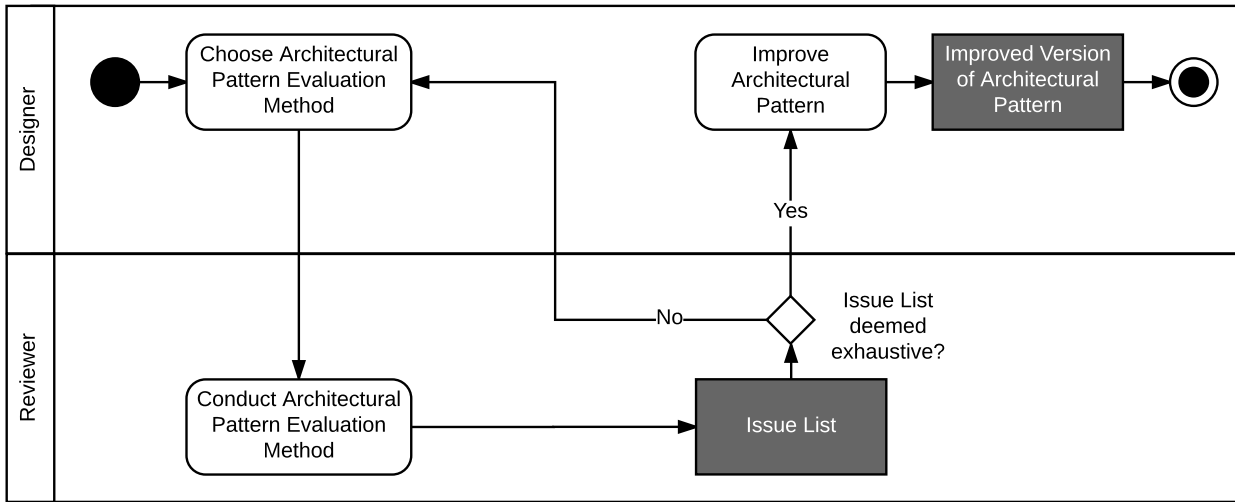 Designer
Choose Architectural
Pattern Evaluation
Method
Improve
Architectural
Pattern
Improved Version
of Architectural
Pattern
Yes
Reviewer
No
Issue List
deemed
exhaustive?
Conduct Architectural
Pattern Evaluation
Method
Issue List